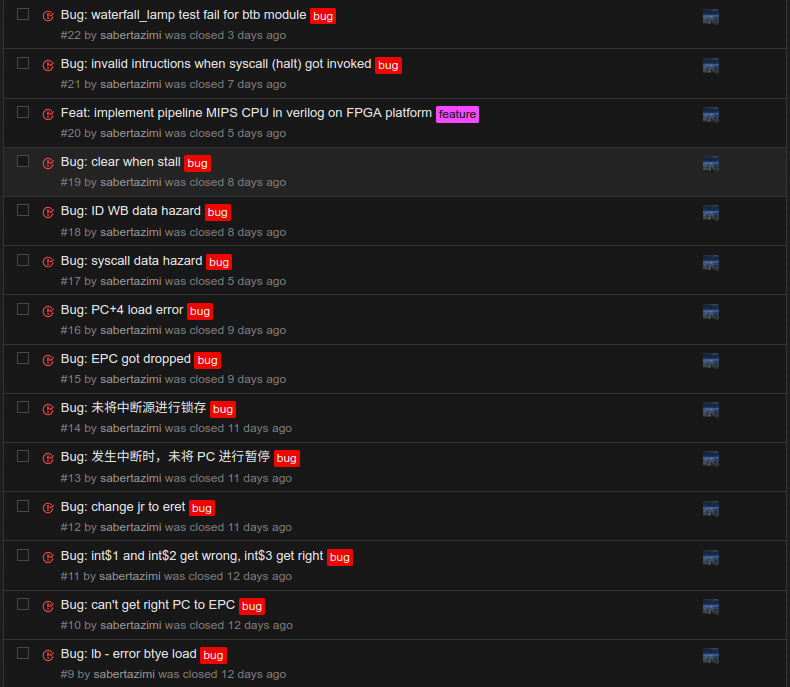 Bug: waterfall_lamp test fail for btb module bug
#22 by sabertazimi was closed 3 days ago
Bug: invalid intructions when syscall (halt) got invoked bug
#21 by sabertazimi was closed 7 days ago
Feat: implement pipeline MIPS CPU in verilog on FPGA platform feature
#20 by sabertazimi was closed 5 days ago
Bug: clear when stall bug
#19 by sabertazimi was closed 8 days ago
Bug: ID WB data hazard bug
#18 by sabertazimi was closed 8 days ago
Bug: syscall data hazard bug
#17 by sabertazimi was closed 5 days ago
Bug: PC+4 load error bug
#16 by sabertazimi was closed 9 days ago
Bug: EPC got dropped bug
#15 by sabertazimi was closed 9 days ago
Bug: 未将中断源进行锁存 bug
#14 by sabertazimi was closed 11 days ago
Bug: 发生中断时，未将 PC 进行暂停 bug
#13 by sabertazimi was closed 11 days ago
Bug: change jr to eret bug
#12 by sabertazimi was closed 11 days ago
Bug: int$1 and int$2 get wrong, int$3 get right bug
#11 by sabertazimi was closed 12 days ago
Bug: can't get right PC to EPC bug
#10 by sabertazimi was closed 12 days ago
Bug: lb - error btye load bug
#9 by sabertazimi was closed 12 days ago